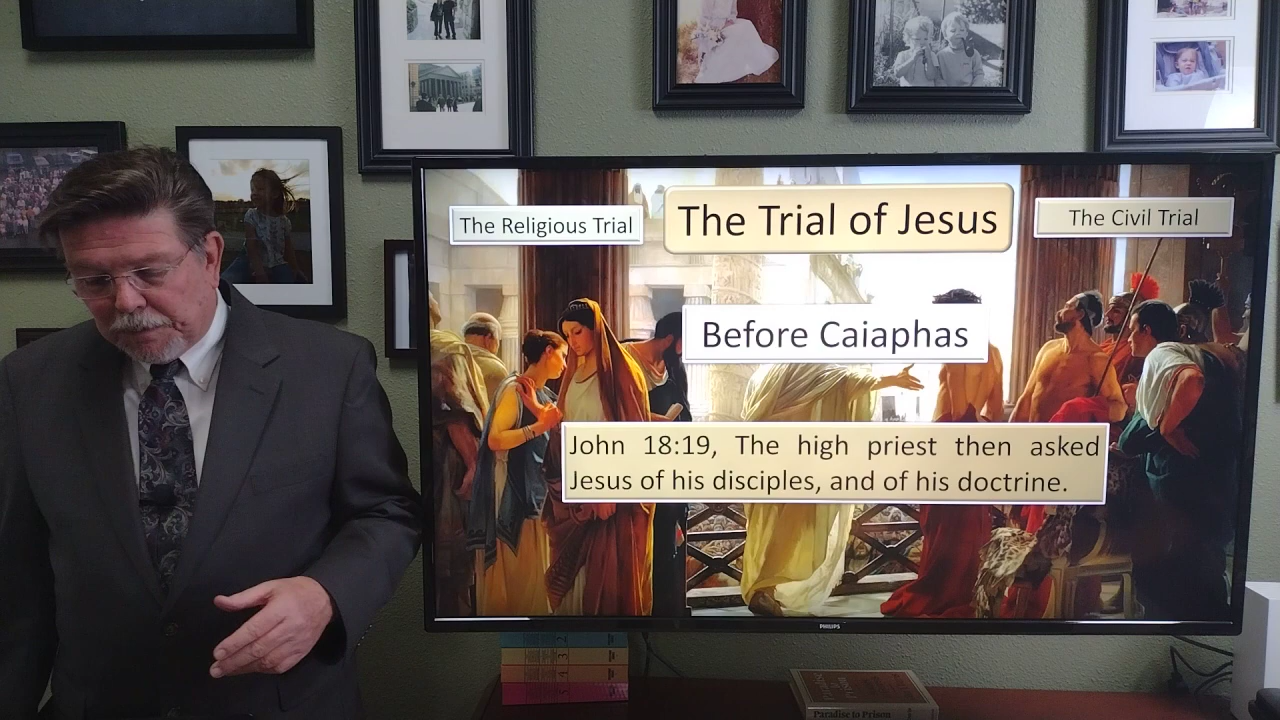 The Religious Trial
The Trial of Jesus
The Civil Trial
Before Caiaphas
John 18:19, The high priest then asked
Jesus of his disciples, and of his doctrine.
PHILIPS
Paradise to Prison